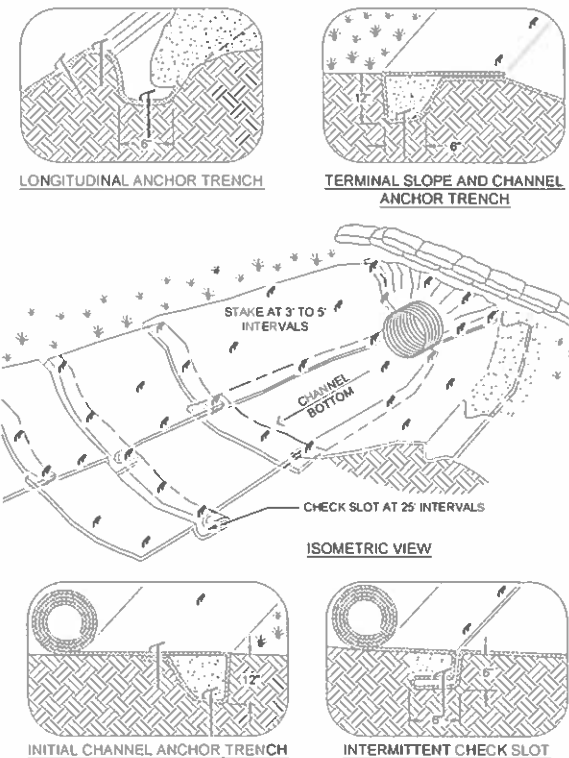 12"
6"
6"
LONGITUDINAL ANCHOR TRENCH
TERMINAL SLOPE AND CHANNEL
ANCHOR TRENCH
STAKE AT 3' TO 5'
INTERVALS
CHANNEL
BOTTOM
CHECK SLOT AT 25' INTERVALS
ISOMETRIC VIEW
12"
6"
6"
INITIAL CHANNEL ANCHOR TRENCH
INTERMITTENT CHECK SLOT